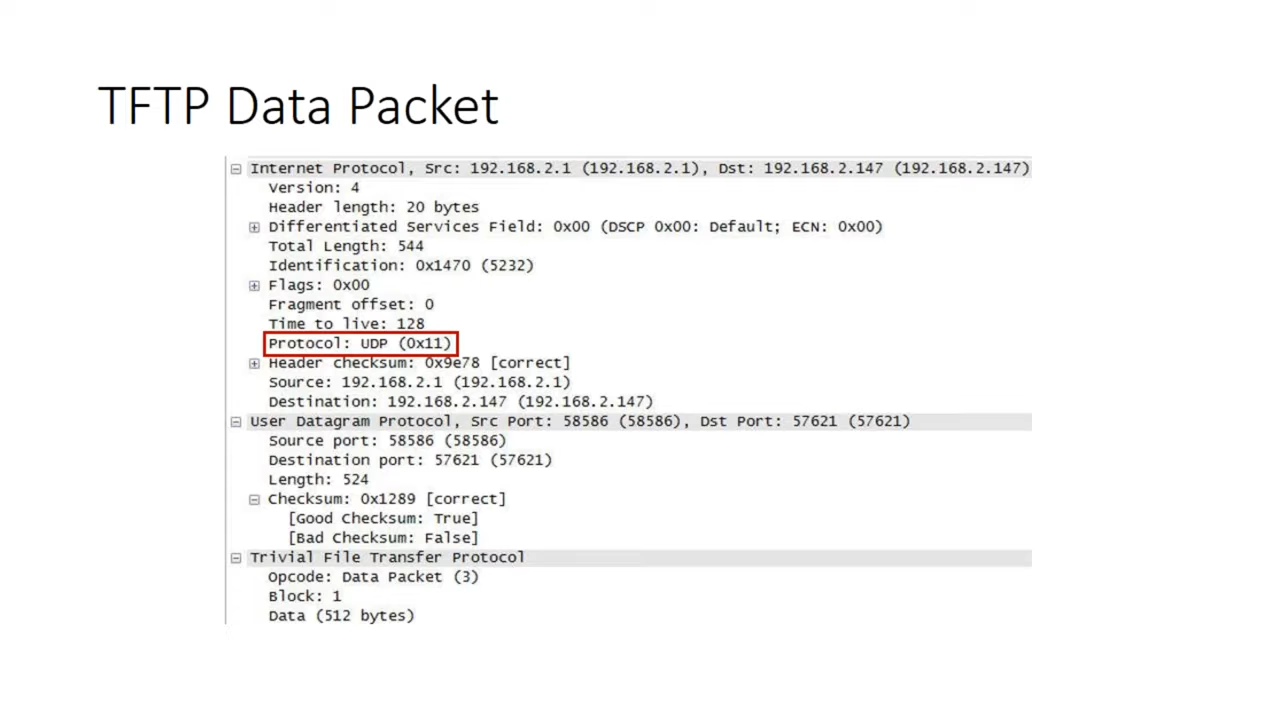 TFTP Data Packet
Internet Protocol, Src: 192.168.2.1 (192.168.2.1), Dst: 192.168.2.147 (192.168.2.147)
Version: 4
Header length: 20 bytes
Differentiated Services Field: 0x00 (DSCP 0x00: Default; ECN: 0x00)
Total Length: 544
Identification: 0x1470 (5232)
Flags: 0x00
Fragment offset: 0
Time to live: 128
Protocol: UDP (0x11)
Header checksum: 0x9e78 [correct]
Source: 192.168.2.1 (192.168.2.1)
Destination: 192.168.2.147 (192.168.2.147)
User Datagram Protocol, Src Port: 58586 (58586), Dst Port: 57621 (57621)
Source port: 58586 (58586)
Destination port: 57621 (57621)
Length: 524
Checksum: 0x1289 [correct]
[Good Checksum: True]
[Bad Checksum: False]
Trivial File Transfer Protocol
Opcode: Data Packet (3)
Block: 1
Data (512 bytes)